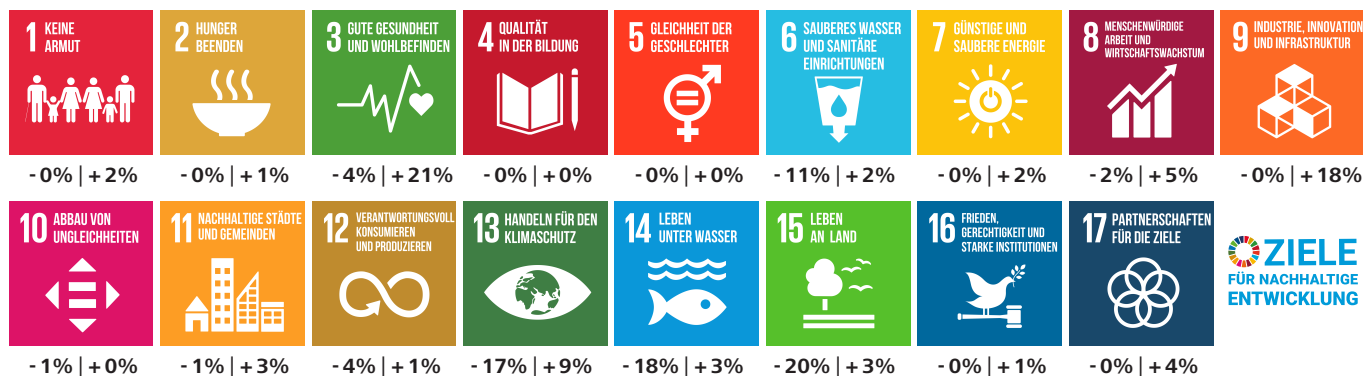 1 KEINE
ARMUT
2 HUNGER
BEENDEN
3 GUTE GESUNDHEIT
UND WOHLBEFINDEN
4 QUALITÄT
IN DER BILDUNG
5 GLEICHHEIT DER
GESCHLECHTER
6 SAUBERES WASSER
UND SANITÄRE
EINRICHTUNGEN
7 GÜNSTIGE UND
SAUBERE ENERGIE
8 MENSCHENWÜRDIGE
ARBEIT UND
WIRTSCHAFTSWACHSTUM
9 INDUSTRIE, INNOVATION
UND INFRASTRUKTUR
-0% | +2%
-0% | +1%
-4% | +21%
-0% | +0%
-0% | +0%
-11% | +2%
-0% | +2%
-2% | +5%
-0% | +18%
10 ABBAU VON
UNGLEICHHEITEN
11 NACHHALTIGE STÄDTE
UND GEMEINDEN
12 VERANTWORTUNGSVOLL
KONSUMIEREN
UND PRODUZIEREN
13 HANDELN FÜR DEN
KLIMASCHUTZ
14 LEBEN
UNTER WASSER
15 LEBEN
AN LAND
16 FRIEDEN,
GERECHTIGKEIT UND
STARKE INSTITUTIONEN
17 PARTNERSCHAFTEN
FÜR DIE ZIELE
ZIELE
FÜR NACHHALTIGE
ENTWICKLUNG
-1% | +0%
-1% | +3%
-4% | +1%
-17% | +9%
-18% | +3%
-20% | +3%
-0% | +1%
-0% | +4%